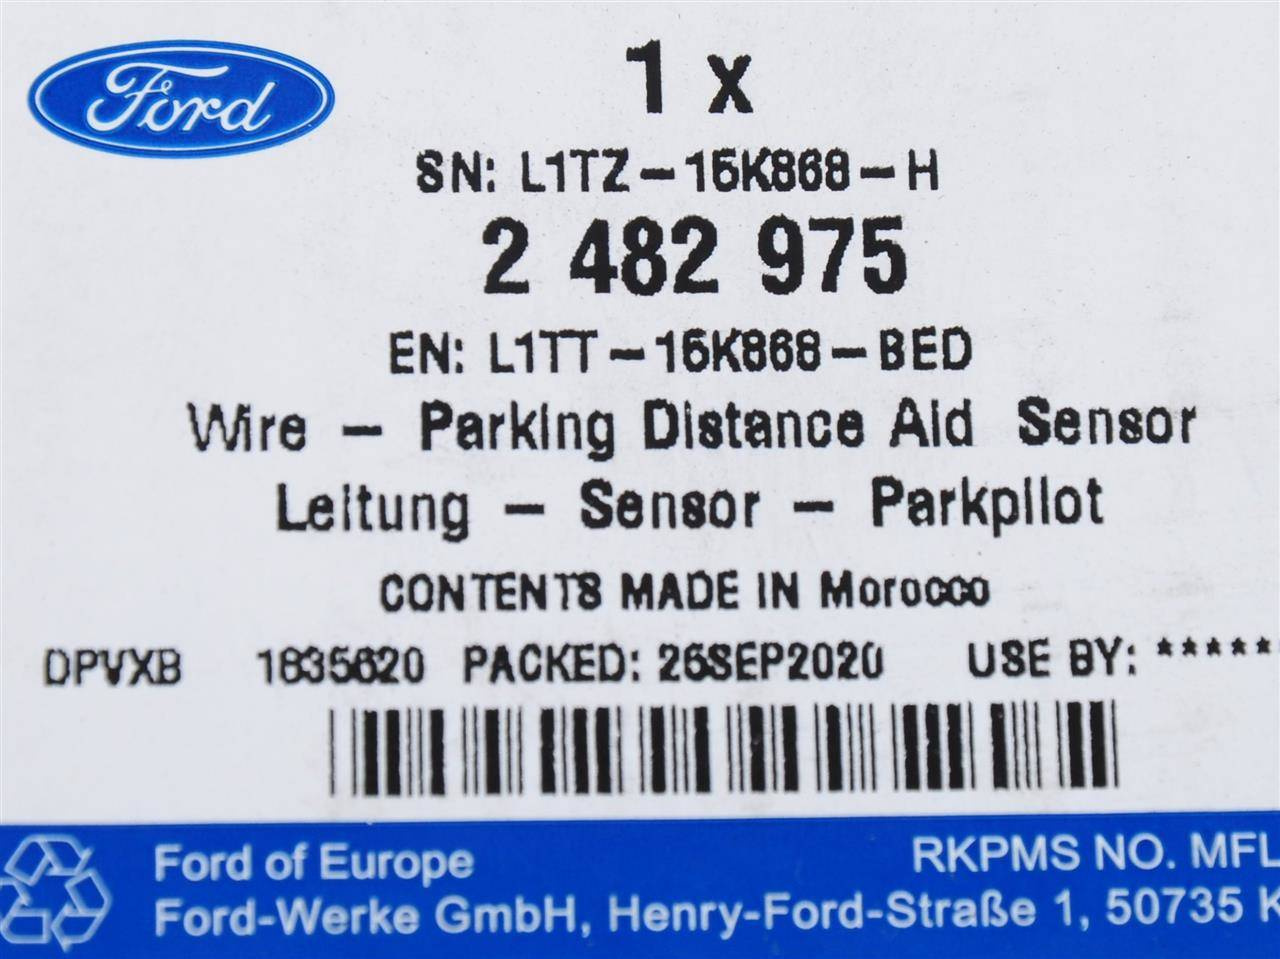 Ford
1 x
SN: L1TZ-15K868-H
2 482 975
EN: L1TT-15K868-BED
Wire - Parking Distance Aid Sensor
Leitung - Sensor - Parkpilot
CONTENTS MADE IN Morocco
DPVXB 1835620 PACKED: 25SEP2020 USE BY: *****
Ford of Europe RKPMS NO. MFL
Ford-Werke GmbH, Henry-Ford-Straße 1, 50735 K